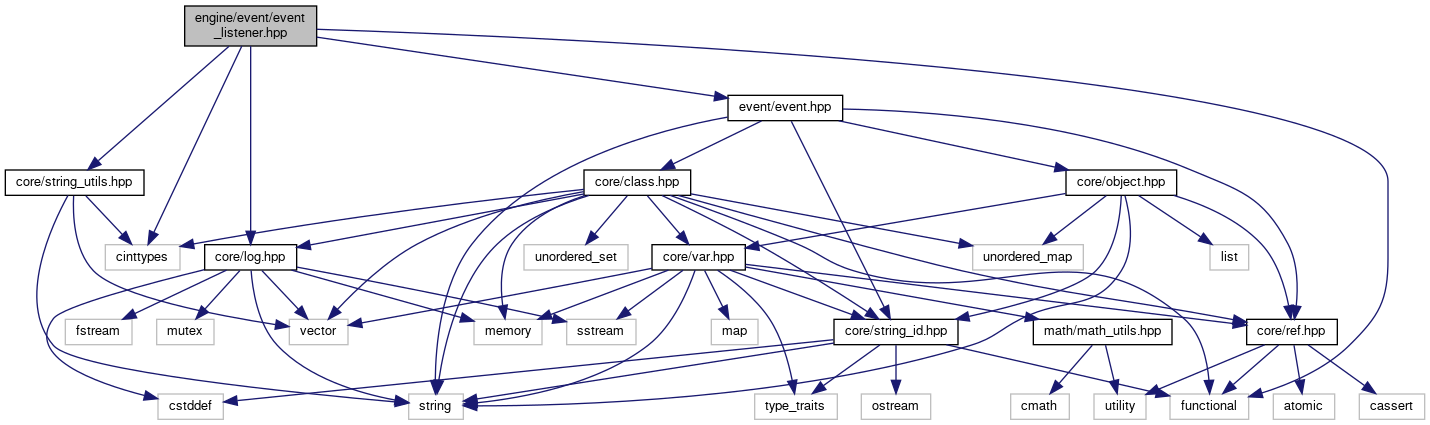 engine/event/event
_listener.hpp
event/event.hpp
core/string_utils.hpp
core/class.hpp
core/object.hpp
cinttypes
core/log.hpp
unordered_set
core/var.hpp
unordered_map
list
fstream
mutex
vector
memory
sstream
map
core/string_id.hpp
math/math_utils.hpp
core/ref.hpp
cstddef
string
type_traits
ostream
cmath
utility
functional
atomic
cassert